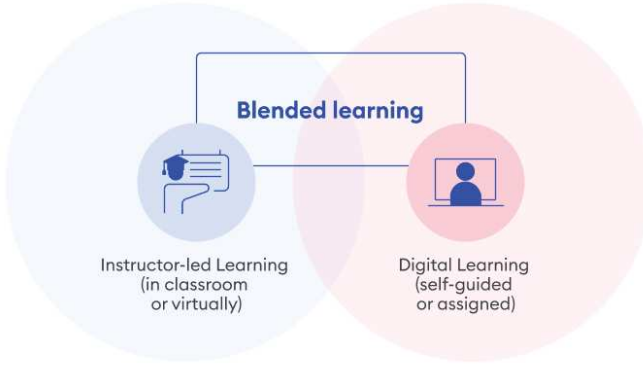 Blended learning
Instructor-led Learning
(in classroom
or virtually)
Digital Learning
(self-guided
or assigned)